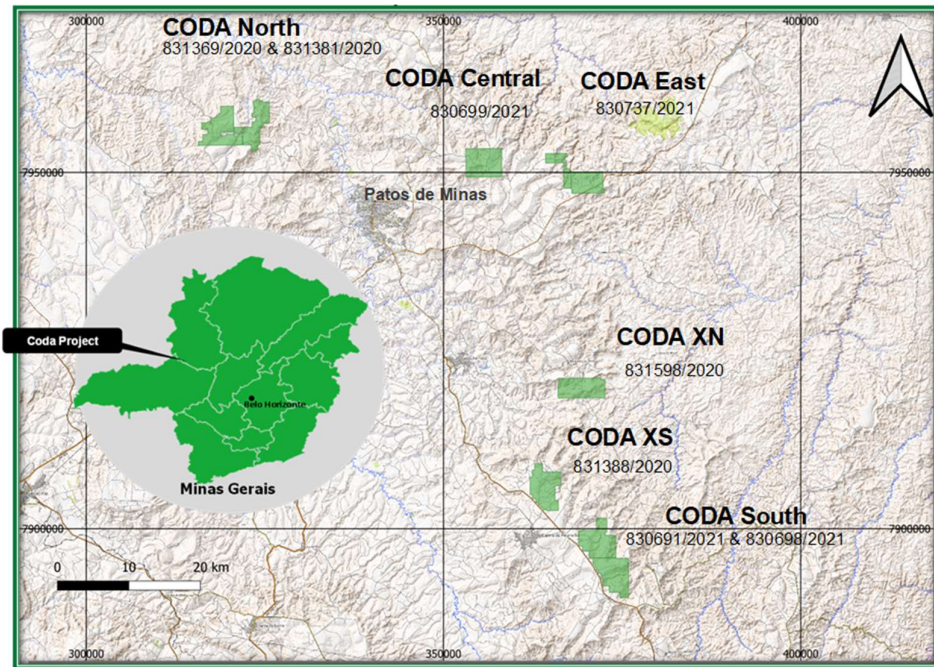 300000
350000
400000
CODA North
831369/2020 & 831381/2020
CODA Central
830699/2021
CODA East
830737/2021
7950000
7950000
Patos de Minas
CODA XN
831598/2020
Coda Project
Belo Horizonte
Minas Gerais
CODA XS
831388/2020
CODA South
830691/2021 & 830698/2021
7900000
7900000
0 10 20 km
300000
350000
400000